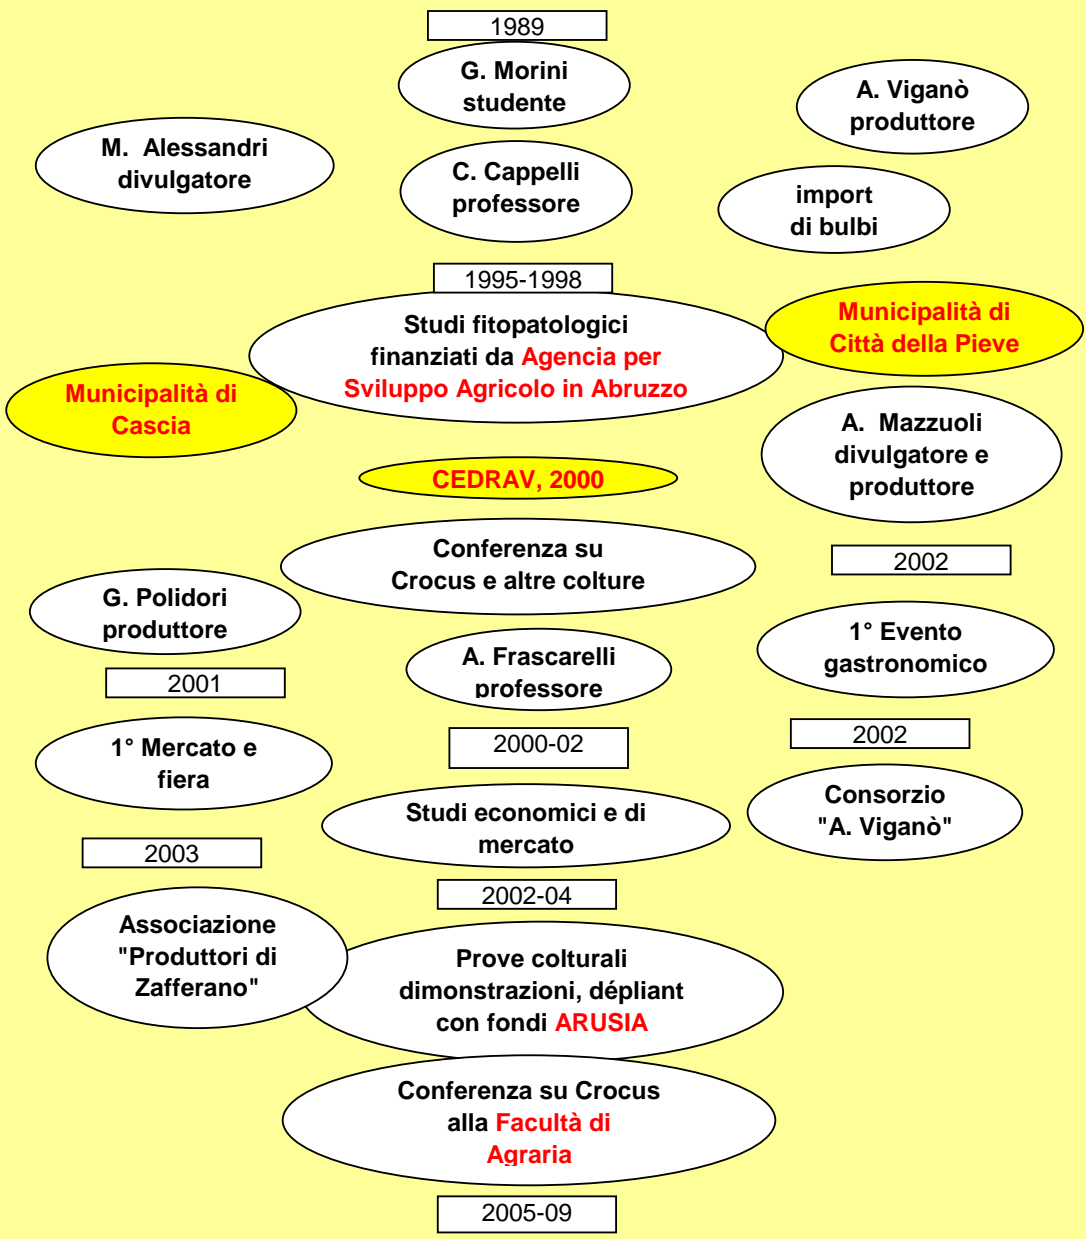 1989
G. Morini
studente
A. Viganò
produttore
M. Alessandri
divulgatore
C. Cappelli
professore
import
di bulbi
1995-1998
Studi fitopatologici
finanziati da Agencia per
Sviluppo Agricolo in Abruzzo
Municipalità di
Città della Pieve
Municipalità di
Cascia
A. Mazzuoli
divulgatore e
produttore
CEDRAV, 2000
Conferenza su
Crocus e altre colture
2002
G. Polidori
produttore
1° Evento
gastronomico
A. Frascarelli
professore
2001
2000-02
2002
1° Mercato e
fiera
Studi economici e di
mercato
Consorzio
"A. Viganò"
2003
2002-04
Associazione
"Produttori di
Zafferano"
Prove colturali
dimonstrazioni, dépliant
con fondi ARUSIA
Conferenza su Crocus
alla Facultà di
Agraria
2005-09